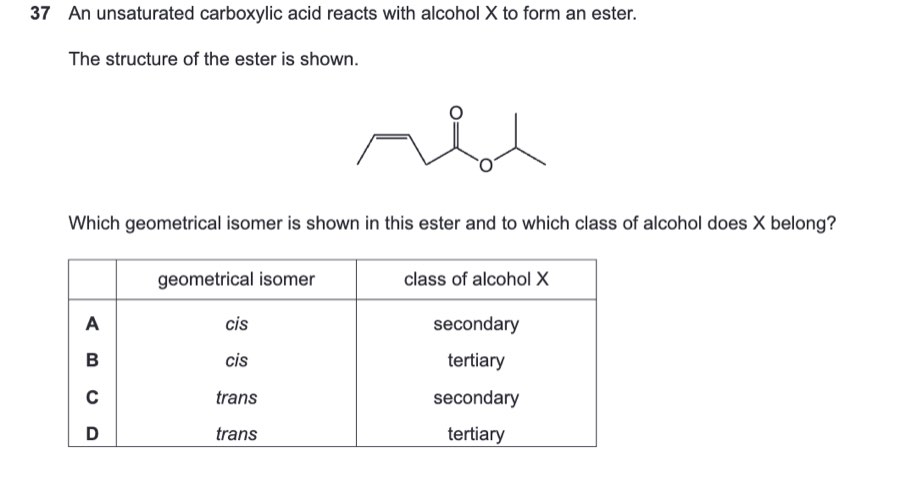 37 An unsaturated carboxylic acid reacts with alcohol X to form an ester.
The structure of the ester is shown.
O
O
Which geometrical isomer is shown in this ester and to which class of alcohol does X belong?
geometrical isomer class of alcohol X
A cis secondary
B cis tertiary
C trans secondary
D trans tertiary